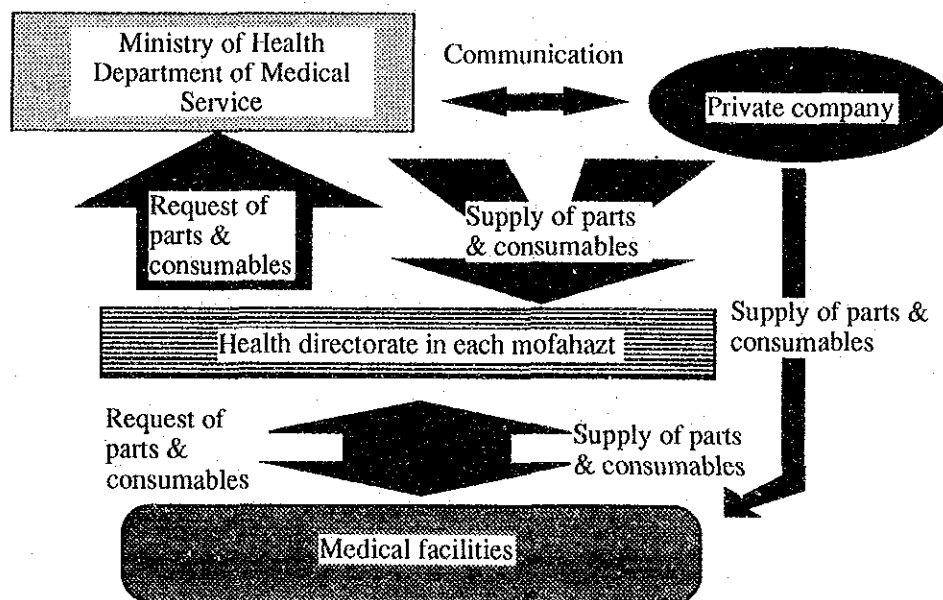 Ministry of Health
Department of Medical
Service
Communication
Private company
Request of
parts &
consumables
Supply of parts
& consumables
Supply of parts &
consumables
Health directorate in each mofahazt
Request of
parts &
consumables
Supply of parts
& consumables
Medical facilities